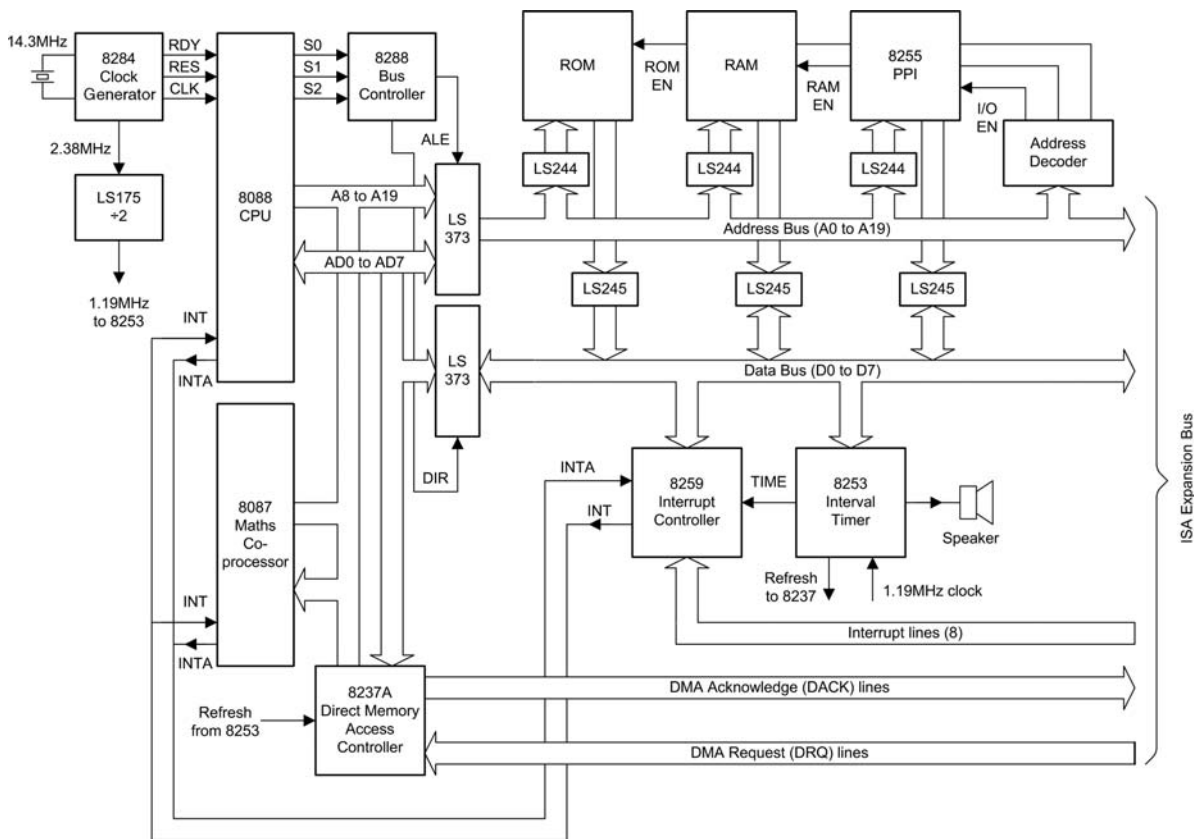 14.3MHz
8284
Clock
Generator
RDY
RES
CLK
2.38MHz
LS175
÷2
1.19MHz
to 8253
8088
CPU
S0
S1
S2
8288
Bus
Controller
ALE
A8 to A19
AD0 to AD7
LS
373
LS
373
DIR
INT
INTA
ROM
ROM
EN
RAM
RAM
EN
8255
PPI
I/O
EN
Address
Decoder
LS244
LS244
LS244
Address Bus (A0 to A19)
LS245
LS245
LS245
Data Bus (D0 to D7)
8087
Maths
Co-
processor
INT
INTA
INTA
INT
8259
Interrupt
Controller
TIME
8253
Interval
Timer
Speaker
Refresh
to 8237
1.19MHz clock
Interrupt lines (8)
8237A
Direct Memory
Access
Controller
Refresh
from 8253
DMA Acknowledge (DACK) lines
DMA Request (DRQ) lines
ISA Expansion Bus